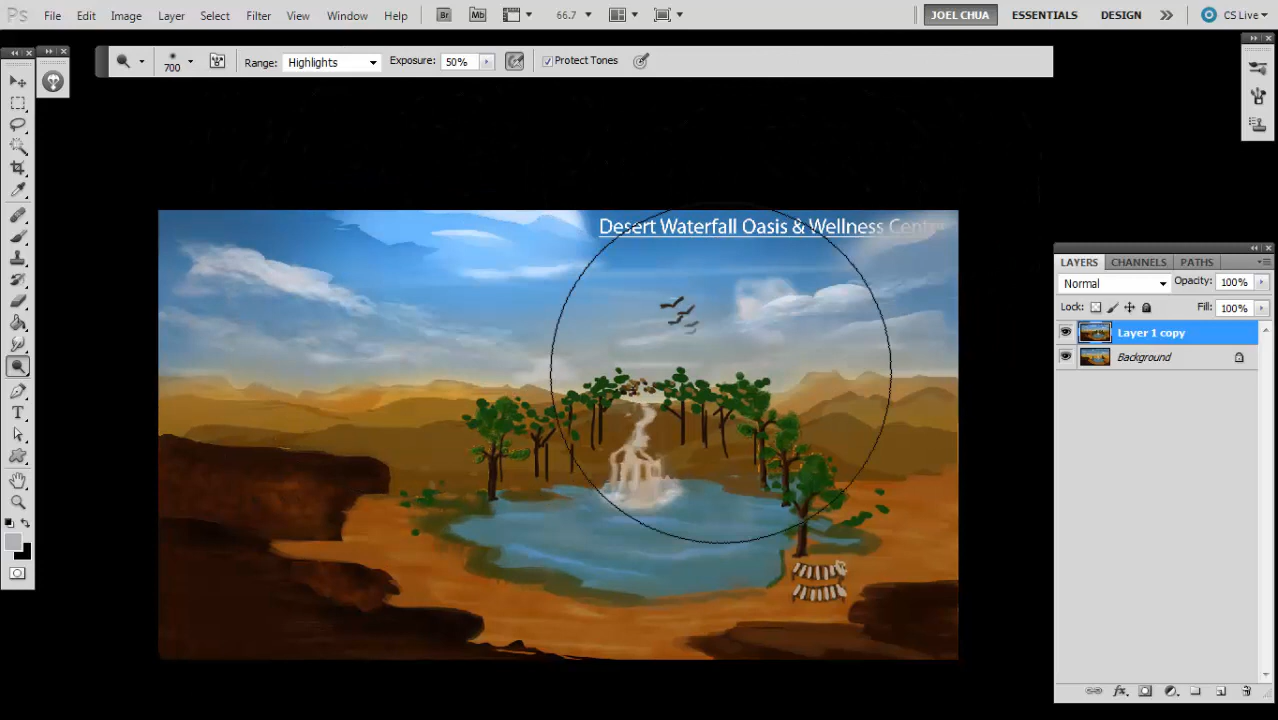 Ps File Edit Image Layer Select Filter View Window Help Br Mb 66.7 JOEL CHUA ESSENTIALS DESIGN CS Live
700 Range: Highlights Exposure: 50% Protect Tones
Desert Waterfall Oasis & Wellness Centre
LAYERS CHANNELS PATHS
Normal Opacity: 100%
Lock: Fill: 100%
Layer 1 copy
Background
T
fx